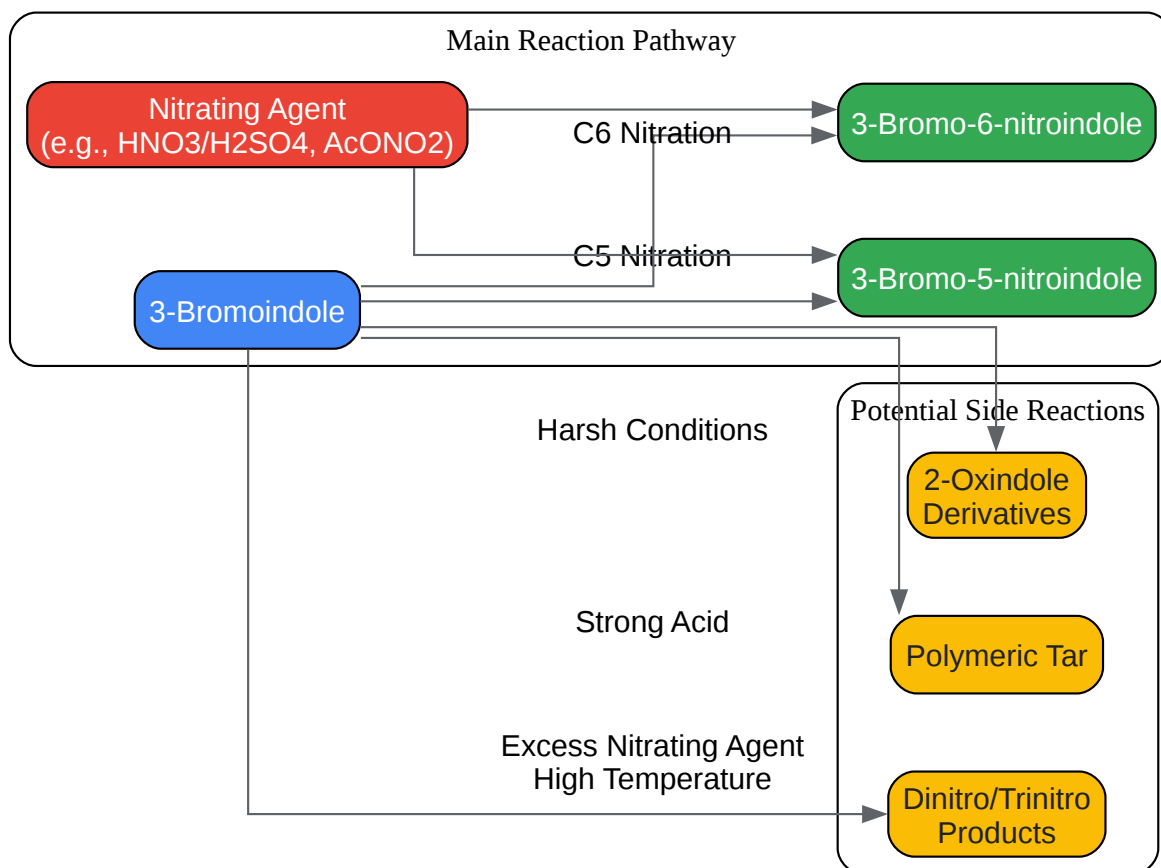 Main Reaction Pathway
Nitrating Agent
(e.g., HNO3/H2SO4, AcONO2)
C6 Nitration
3-Bromo-6-nitroindole
C5 Nitration
3-Bromo-5-nitroindole
3-Bromoindole
Potential Side Reactions
Harsh Conditions
2-Oxindole
Derivatives
Strong Acid
Polymeric Tar
Excess Nitrating Agent
High Temperature
Dinitro/Trinitro
Products